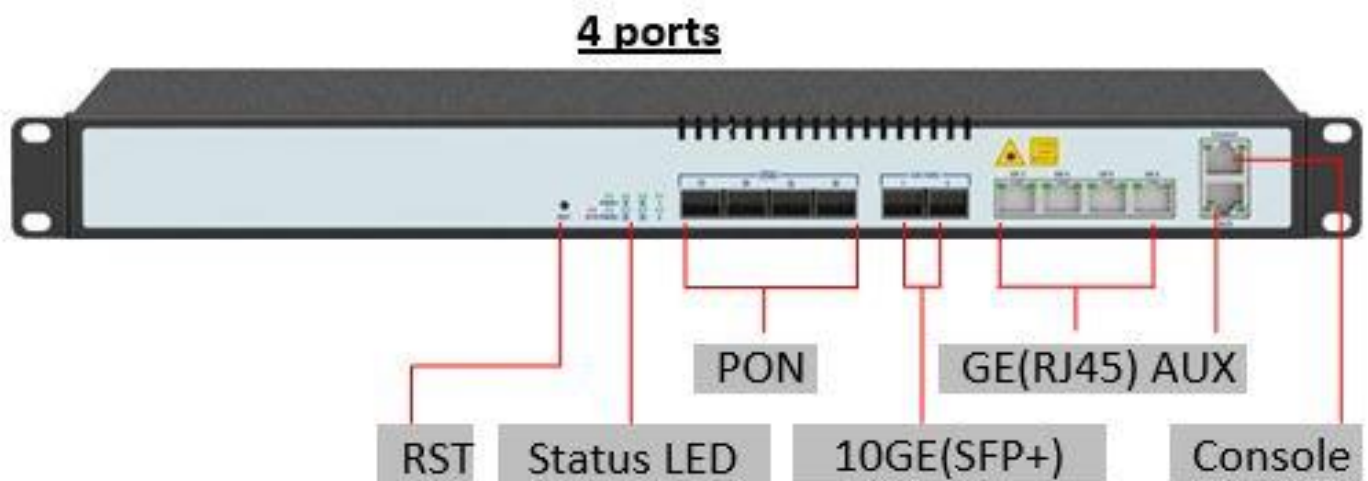 4 ports
PON
GE(RJ45) AUX
RST
Status LED
10GE(SFP+)
Console